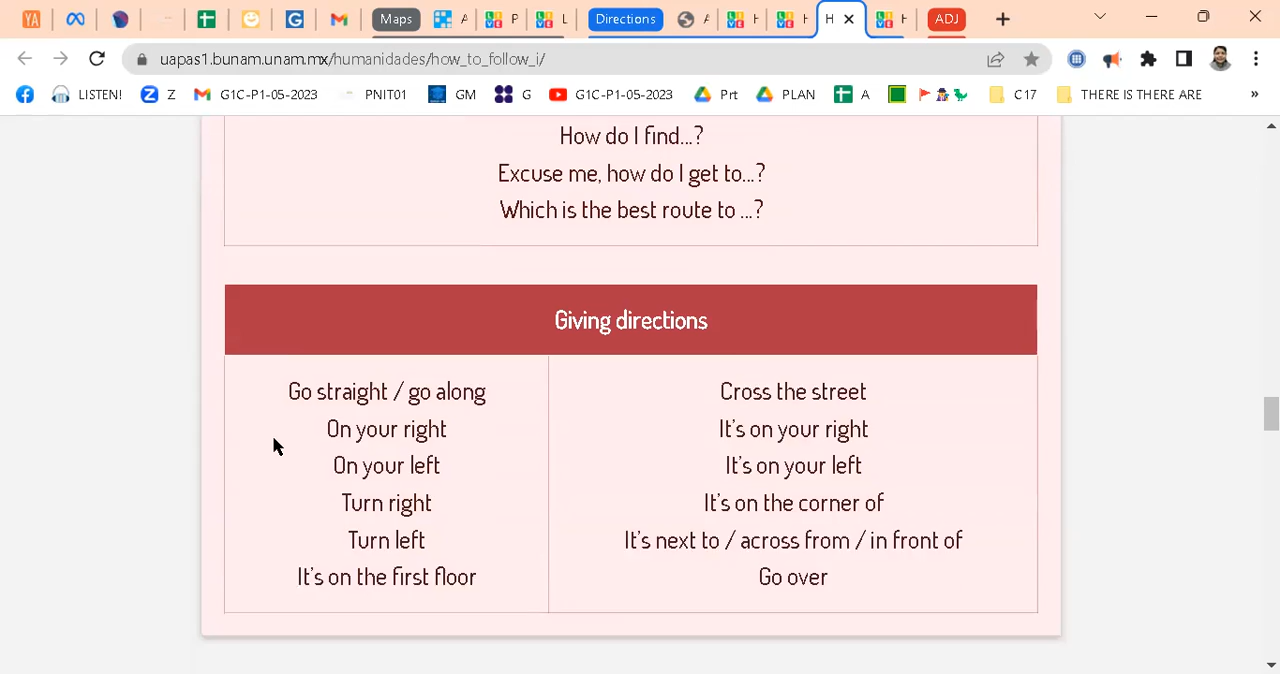 Maps
A
P
L
Directions
A
H
H
H
H
ADJ
uapas1.bunam.unam.mx/humanidades/how_to_follow_i/
LISTEN!
Z
G1C-P1-05-2023
PNIT01
GM
G
G1C-P1-05-2023
Prt
PLAN
A
C17
THERE IS THERE ARE
»
How do I find...?
Excuse me, how do I get to...?
Which is the best route to ...?
Giving directions
Go straight / go along
On your right
On your left
Turn right
Turn left
It's on the first floor
Cross the street
It's on your right
It's on your left
It's on the corner of
It's next to / across from / in front of
Go over